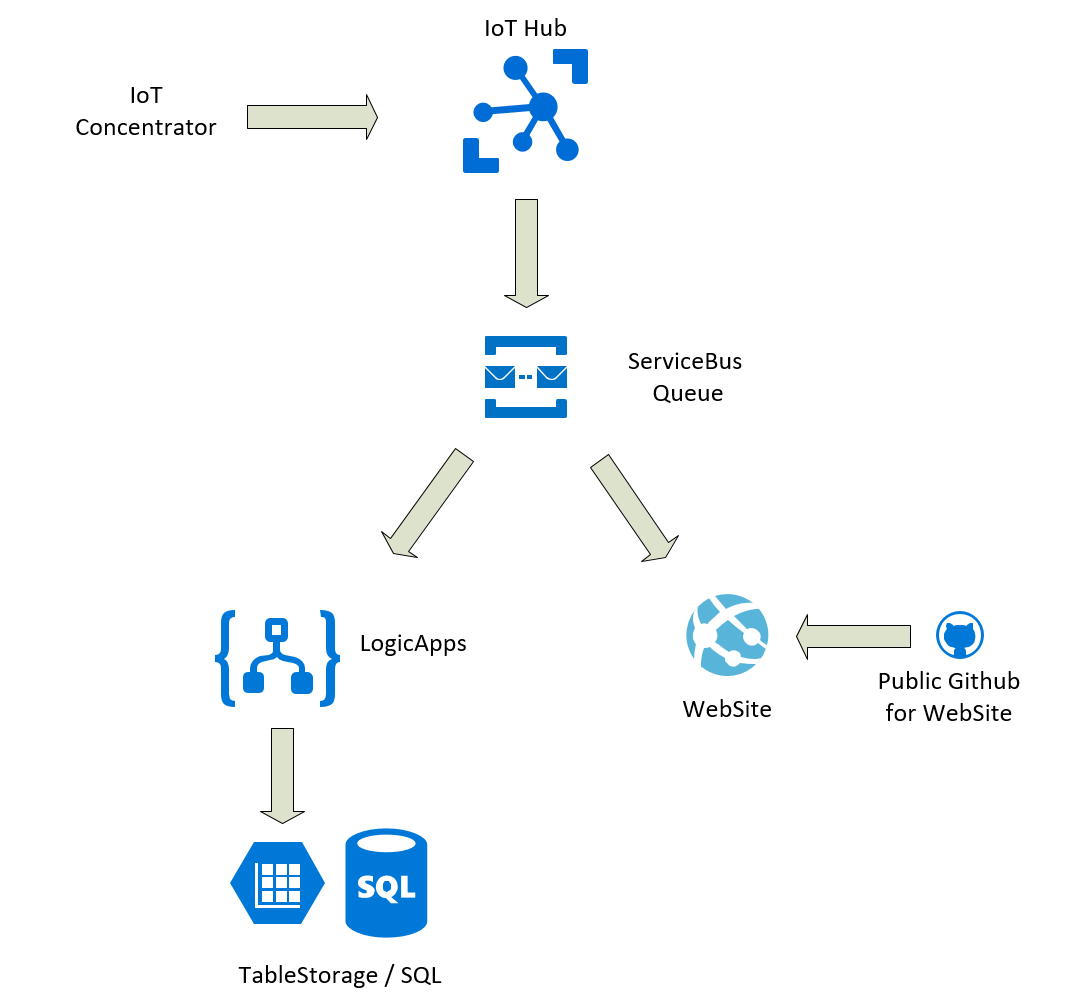 IoT Hub
IoT
Concentrator
ServiceBus
Queue
LogicApps
WebSite
Public Github
for WebSite
SQL
TableStorage / SQL